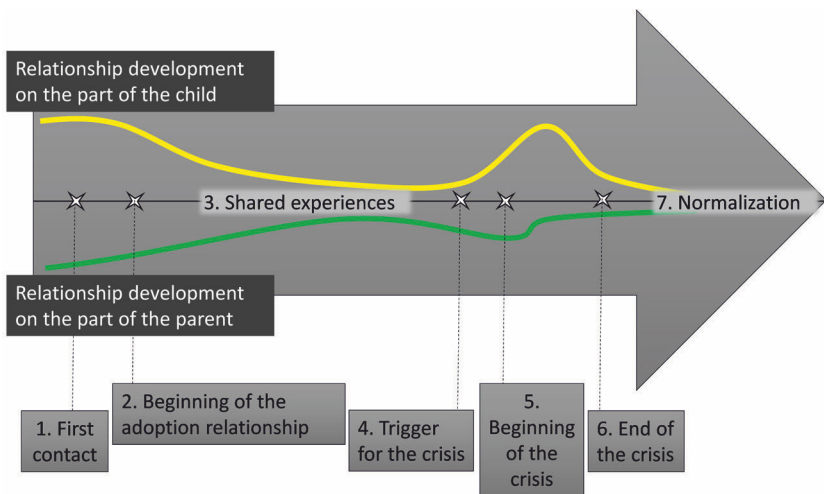 Relationship development
on the part of the child
3. Shared experiences
7. Normalization
Relationship development
on the part of the parent
1. First
contact
2. Beginning of the
adoption relationship
4. Trigger
for the crisis
5.
Beginning
of the
crisis
6. End of
the crisis